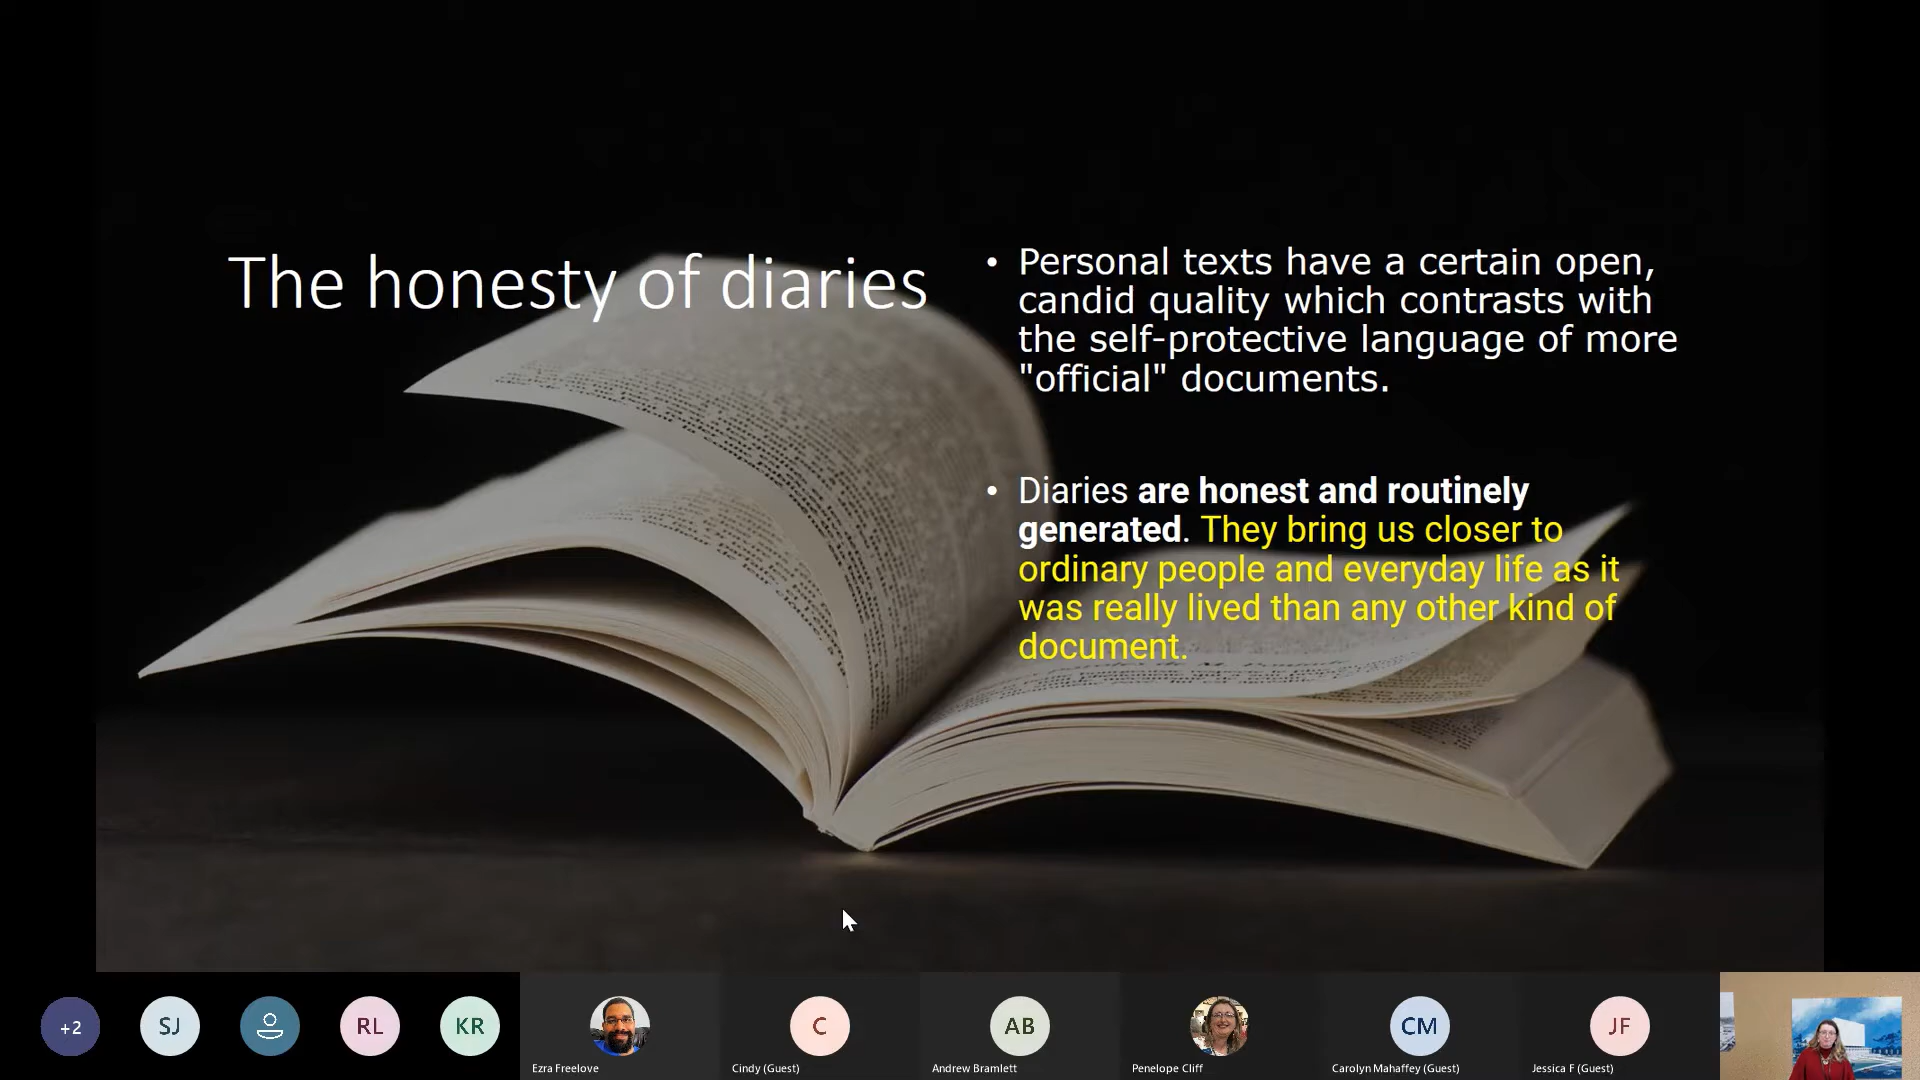 The honesty of diaries
• Personal texts have a certain open,
candid quality which contrasts with
the self-protective language of more
"official" documents.
• Diaries are honest and routinely
generated. They bring us closer to
ordinary people and everyday life as it
was really lived than any other kind of
document.
+2
SJ
RL
KR
Ezra Freelove
C
Cindy (Guest)
AB
Andrew Bramlett
Penelope Cliff
CM
Carolyn Mahaffey (Guest)
JF
Jessica F (Guest)